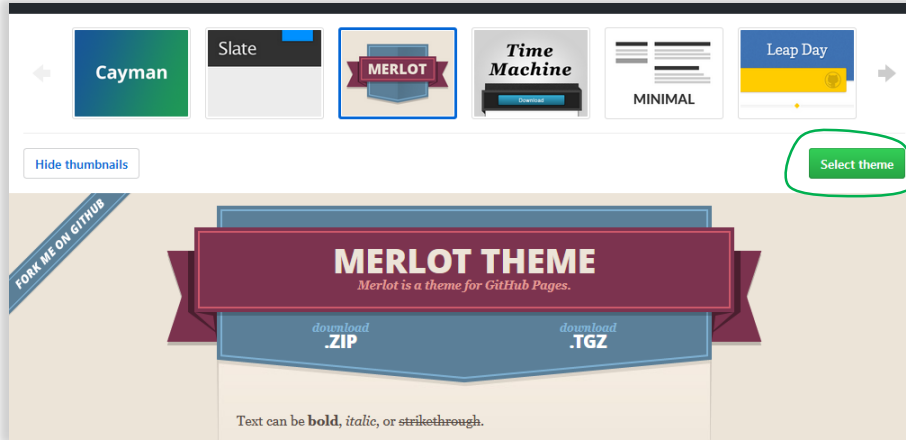 Cayman
Slate
MERLOT
Time
Machine
Download
MINIMAL
Leap Day
Hide thumbnails
Select theme
FORK ME ON GITHUB
MERLOT THEME
Merlot is a theme for GitHub Pages.
download
.ZIP
download
.TGZ
Text can be bold, italic, or strikethrough.